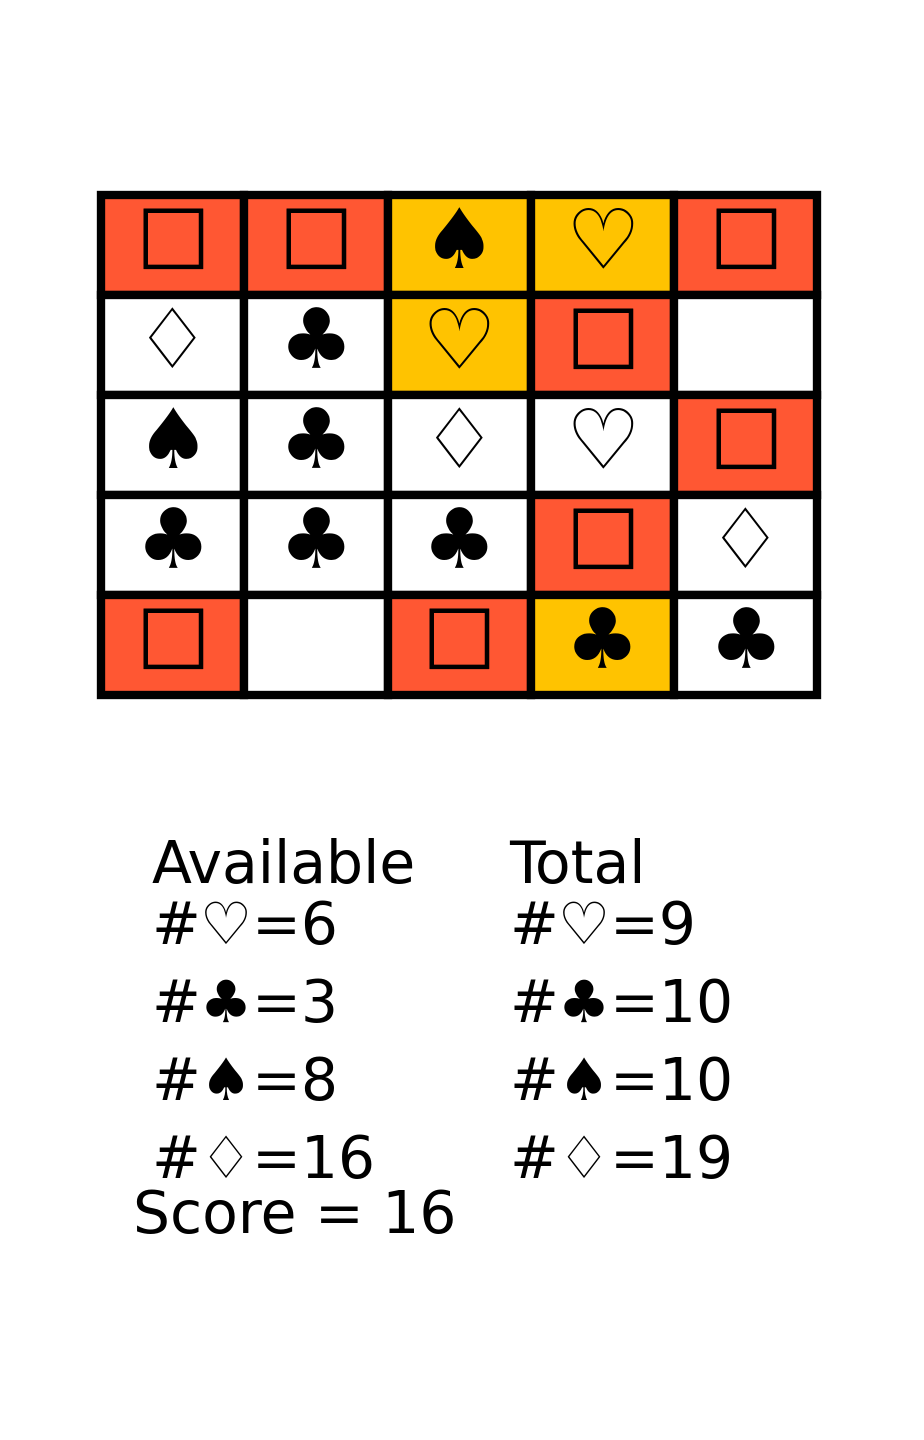 □ □ ♠ ♡ □
♢ ♣ ♡ □
♠ ♣ ♢ ♡ □
♣ ♣ ♣ □ ♢
□ □ ♣ ♣
Available Total
#♡=6 #♡=9
#♣=3 #♣=10
#♠=8 #♠=10
#♢=16 #♢=19
Score = 16